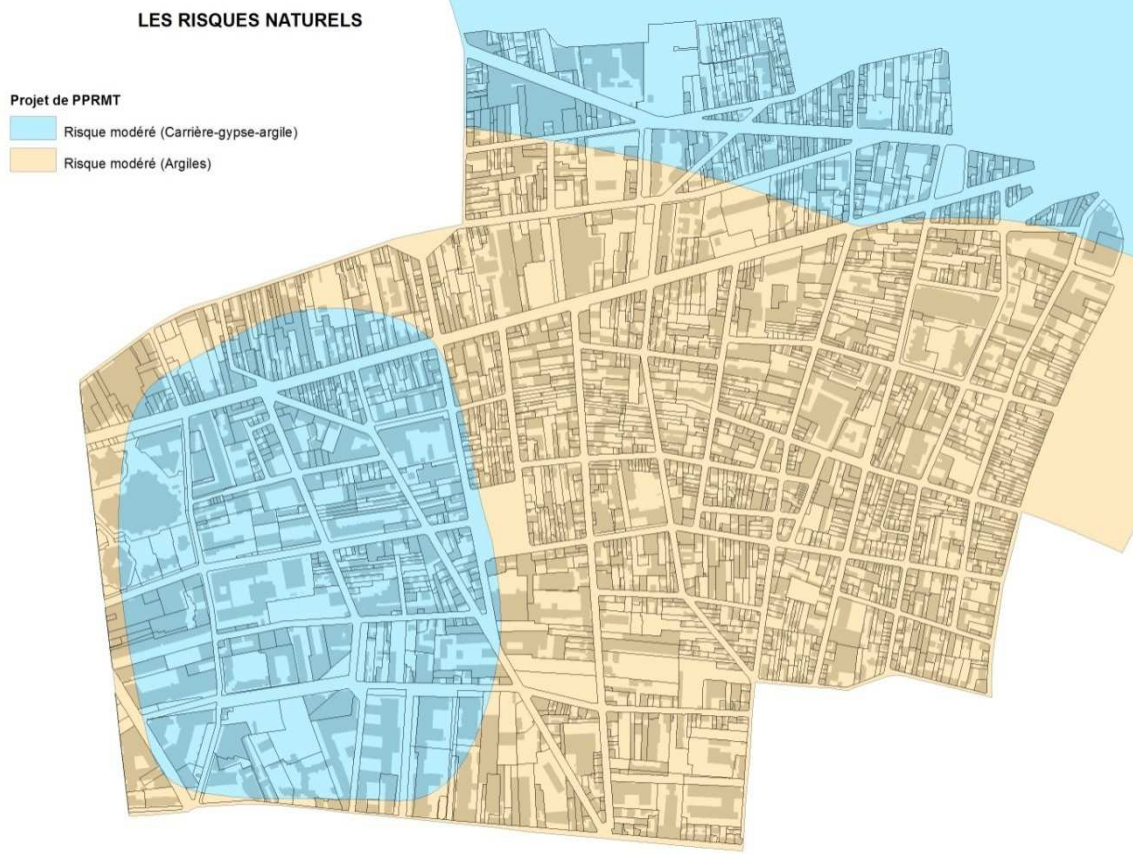 LES RISQUES NATURELS
Projet de PPRMT
Risque modéré (Carrière-gypse-argile)
Risque modéré (Argiles)